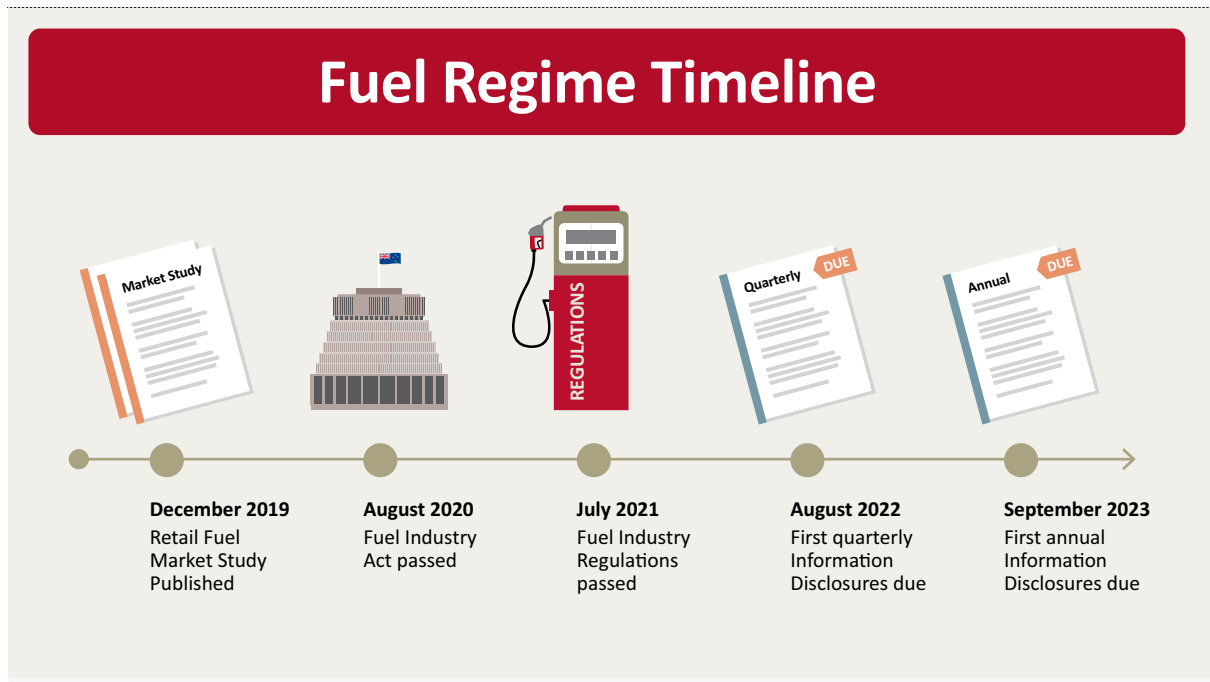 Fuel Regime Timeline
Market Study
REGULATIONS
Quarterly
DUE
Annual
DUE
December 2019
Retail Fuel
Market Study
Published
August 2020
Fuel Industry
Act passed
July 2021
Fuel Industry
Regulations
passed
August 2022
First quarterly
Information
Disclosures due
September 2023
First annual
Information
Disclosures due